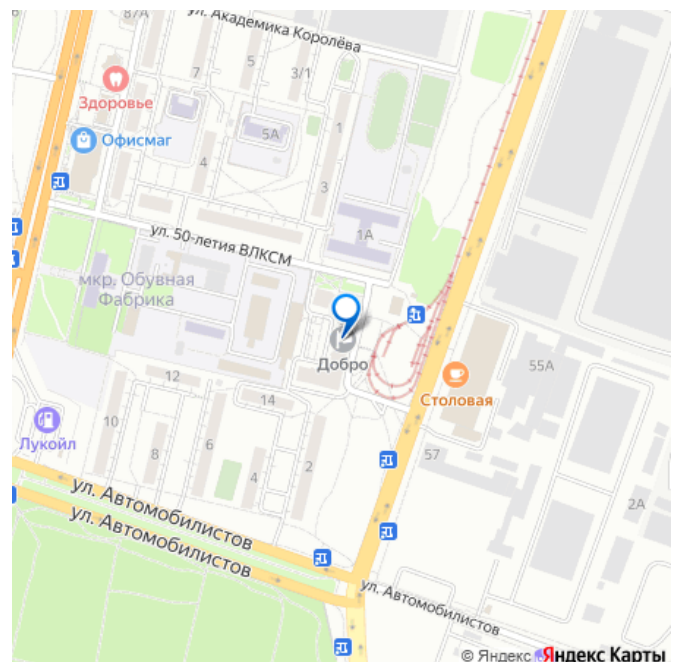 87А
ул. Академика Королёва
7
5
3/1
Здоровье
Офисмаг
5А
1
4
3
ул. 50-летия ВЛКСМ
1А
мкр. Обувная
Фабрика
Добро
12
14
10
8
6
4
2
Лукойл
Столовая
55А
57
2А
ул. Автомобилистов
ул. Автомобилистов
ул. Автомобилистов
© Яндекс Яндекс Карты